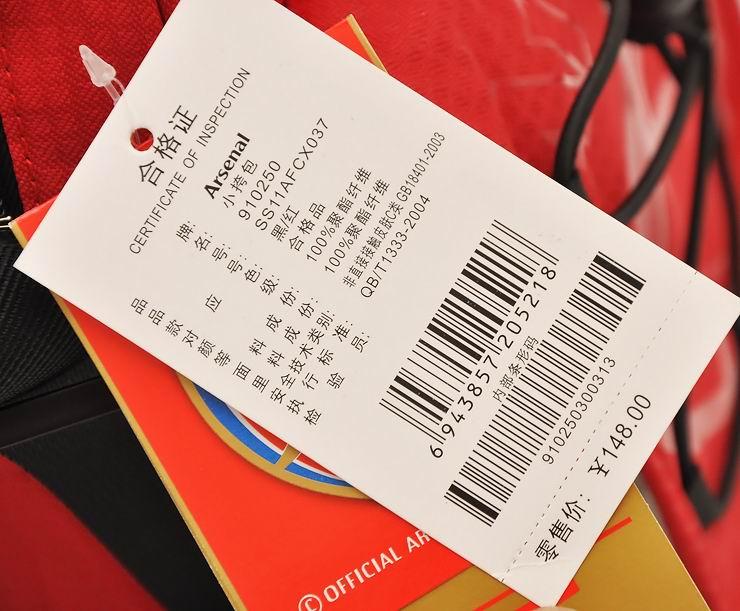 合格证
CERTIFICATE OF INSPECTION
品牌: Arsenal
品名: 小挎包
款号: 910250
对应号: SS11AFCX037
颜色: 黑/红
等级: 合格品
面料成份: 100%聚酯纤维
里料成份: 100%聚酯纤维
安全技术类别: 非直接接触皮肤C类 GB18401-2003
执行标准: QB/T1333-2004
检验员:
6 943857 205218
内部条形码
910250300313
零售价: ¥148.00
© OFFICIAL AR